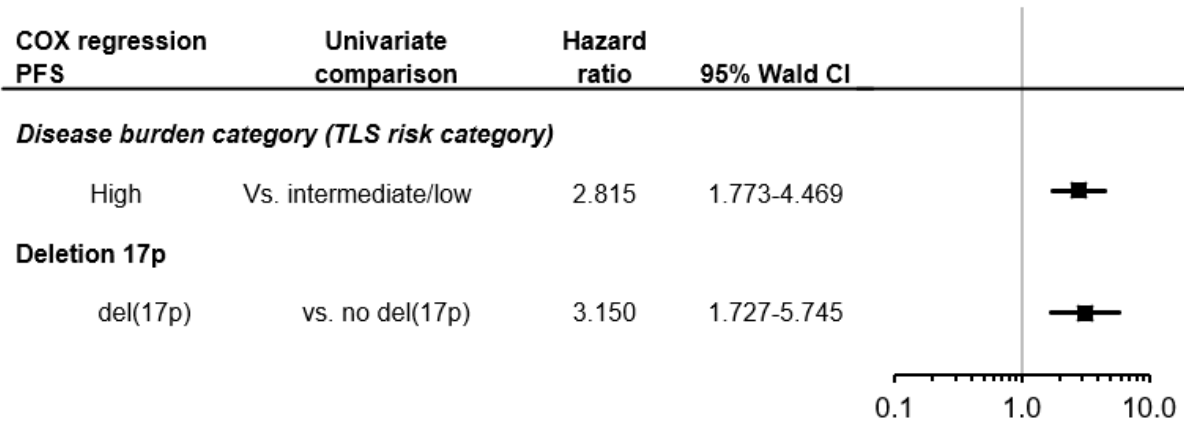 COX regression Univariate Hazard
PFS comparison ratio 95% Wald CI
Disease burden category (TLS risk category)
High Vs. intermediate/low 2.815 1.773-4.469
Deletion 17p
del(17p) vs. no del(17p) 3.150 1.727-5.745
0.1 1.0 10.0